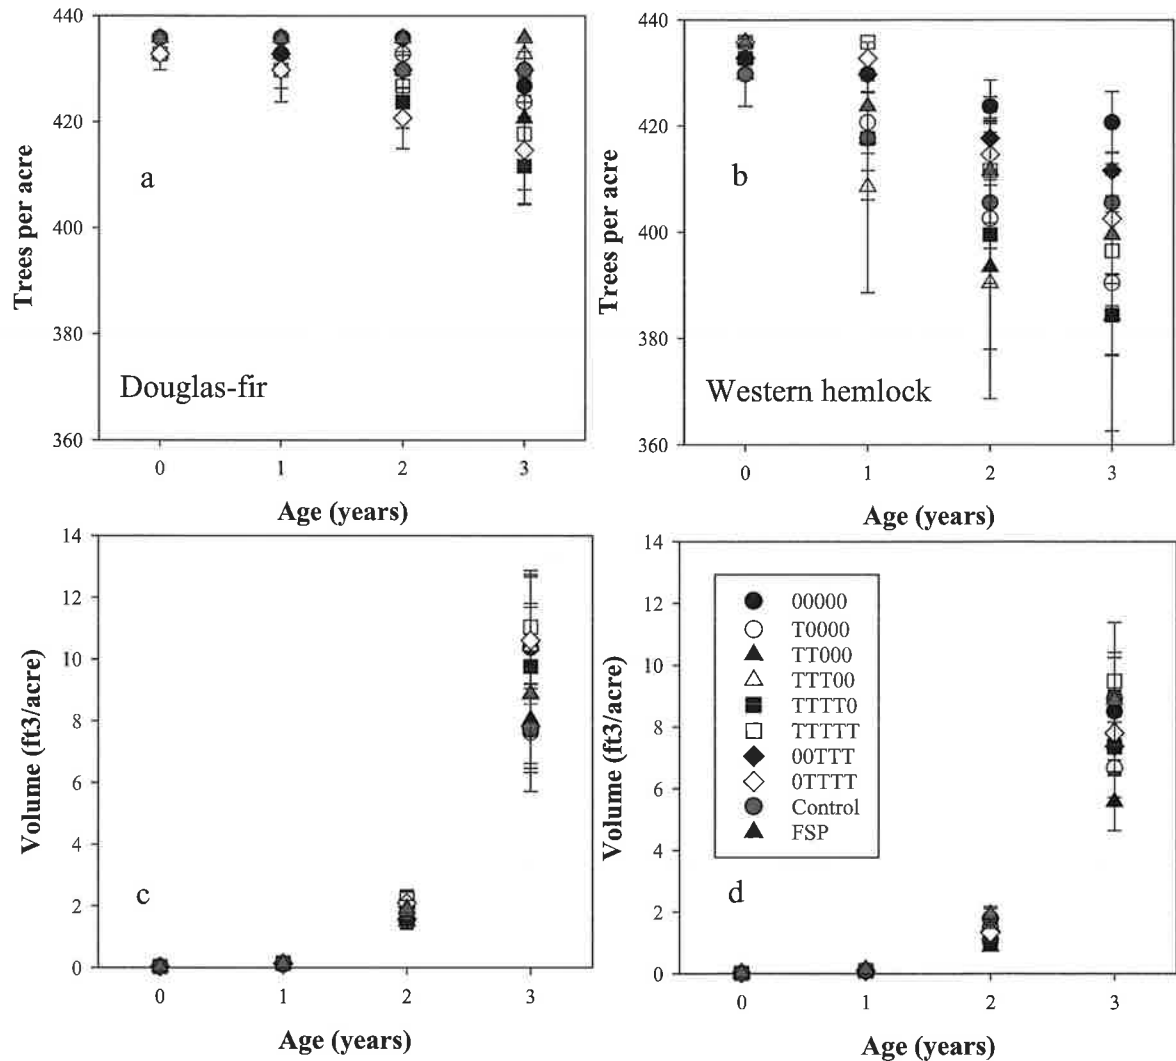 440
420
400
380
360
Trees per acre
a
Douglas-fir
0 1 2 3
Age (years)
440
420
400
380
360
Trees per acre
b
Western hemlock
0 1 2 3
Age (years)
14
12
10
8
6
4
2
0
Volume (ft3/acre)
c
0 1 2 3
Age (years)
14
12
10
8
6
4
2
0
Volume (ft3/acre)
00000
T0000
TT000
TTT00
TTTT0
TTTTT
00TTT
0TTTT
Control
FSP
d
0 1 2 3
Age (years)